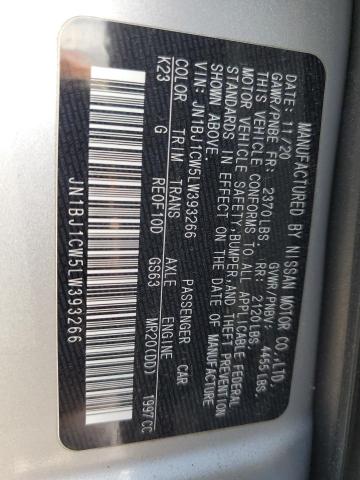 MANUFACTURED BY NISSAN MOTOR CO.,LTD.
11/20 GVWR/PNBV: 4455LBS.
GAWR/PNBE FR: 2370LBS RR: 2120LBS.
THIS VEHICLE CONFORMS TO ALL APPLICABLE FEDERAL
MOTOR VEHICLE SAFETY,BUMPER,AND THEFT PREVENTION
STANDARDS IN EFFECT ON THE DATE OF MANUFACTURE
SHOWN ABOVE.
VIN: JN1BJ1CW5LW393266 PASSENGER CAR
COLOR TRIM TRANS AXLE ENGINE
K23 G RE0F10D GS63 MR20(DD) 1997CC
JN1BJ1CW5LW393266